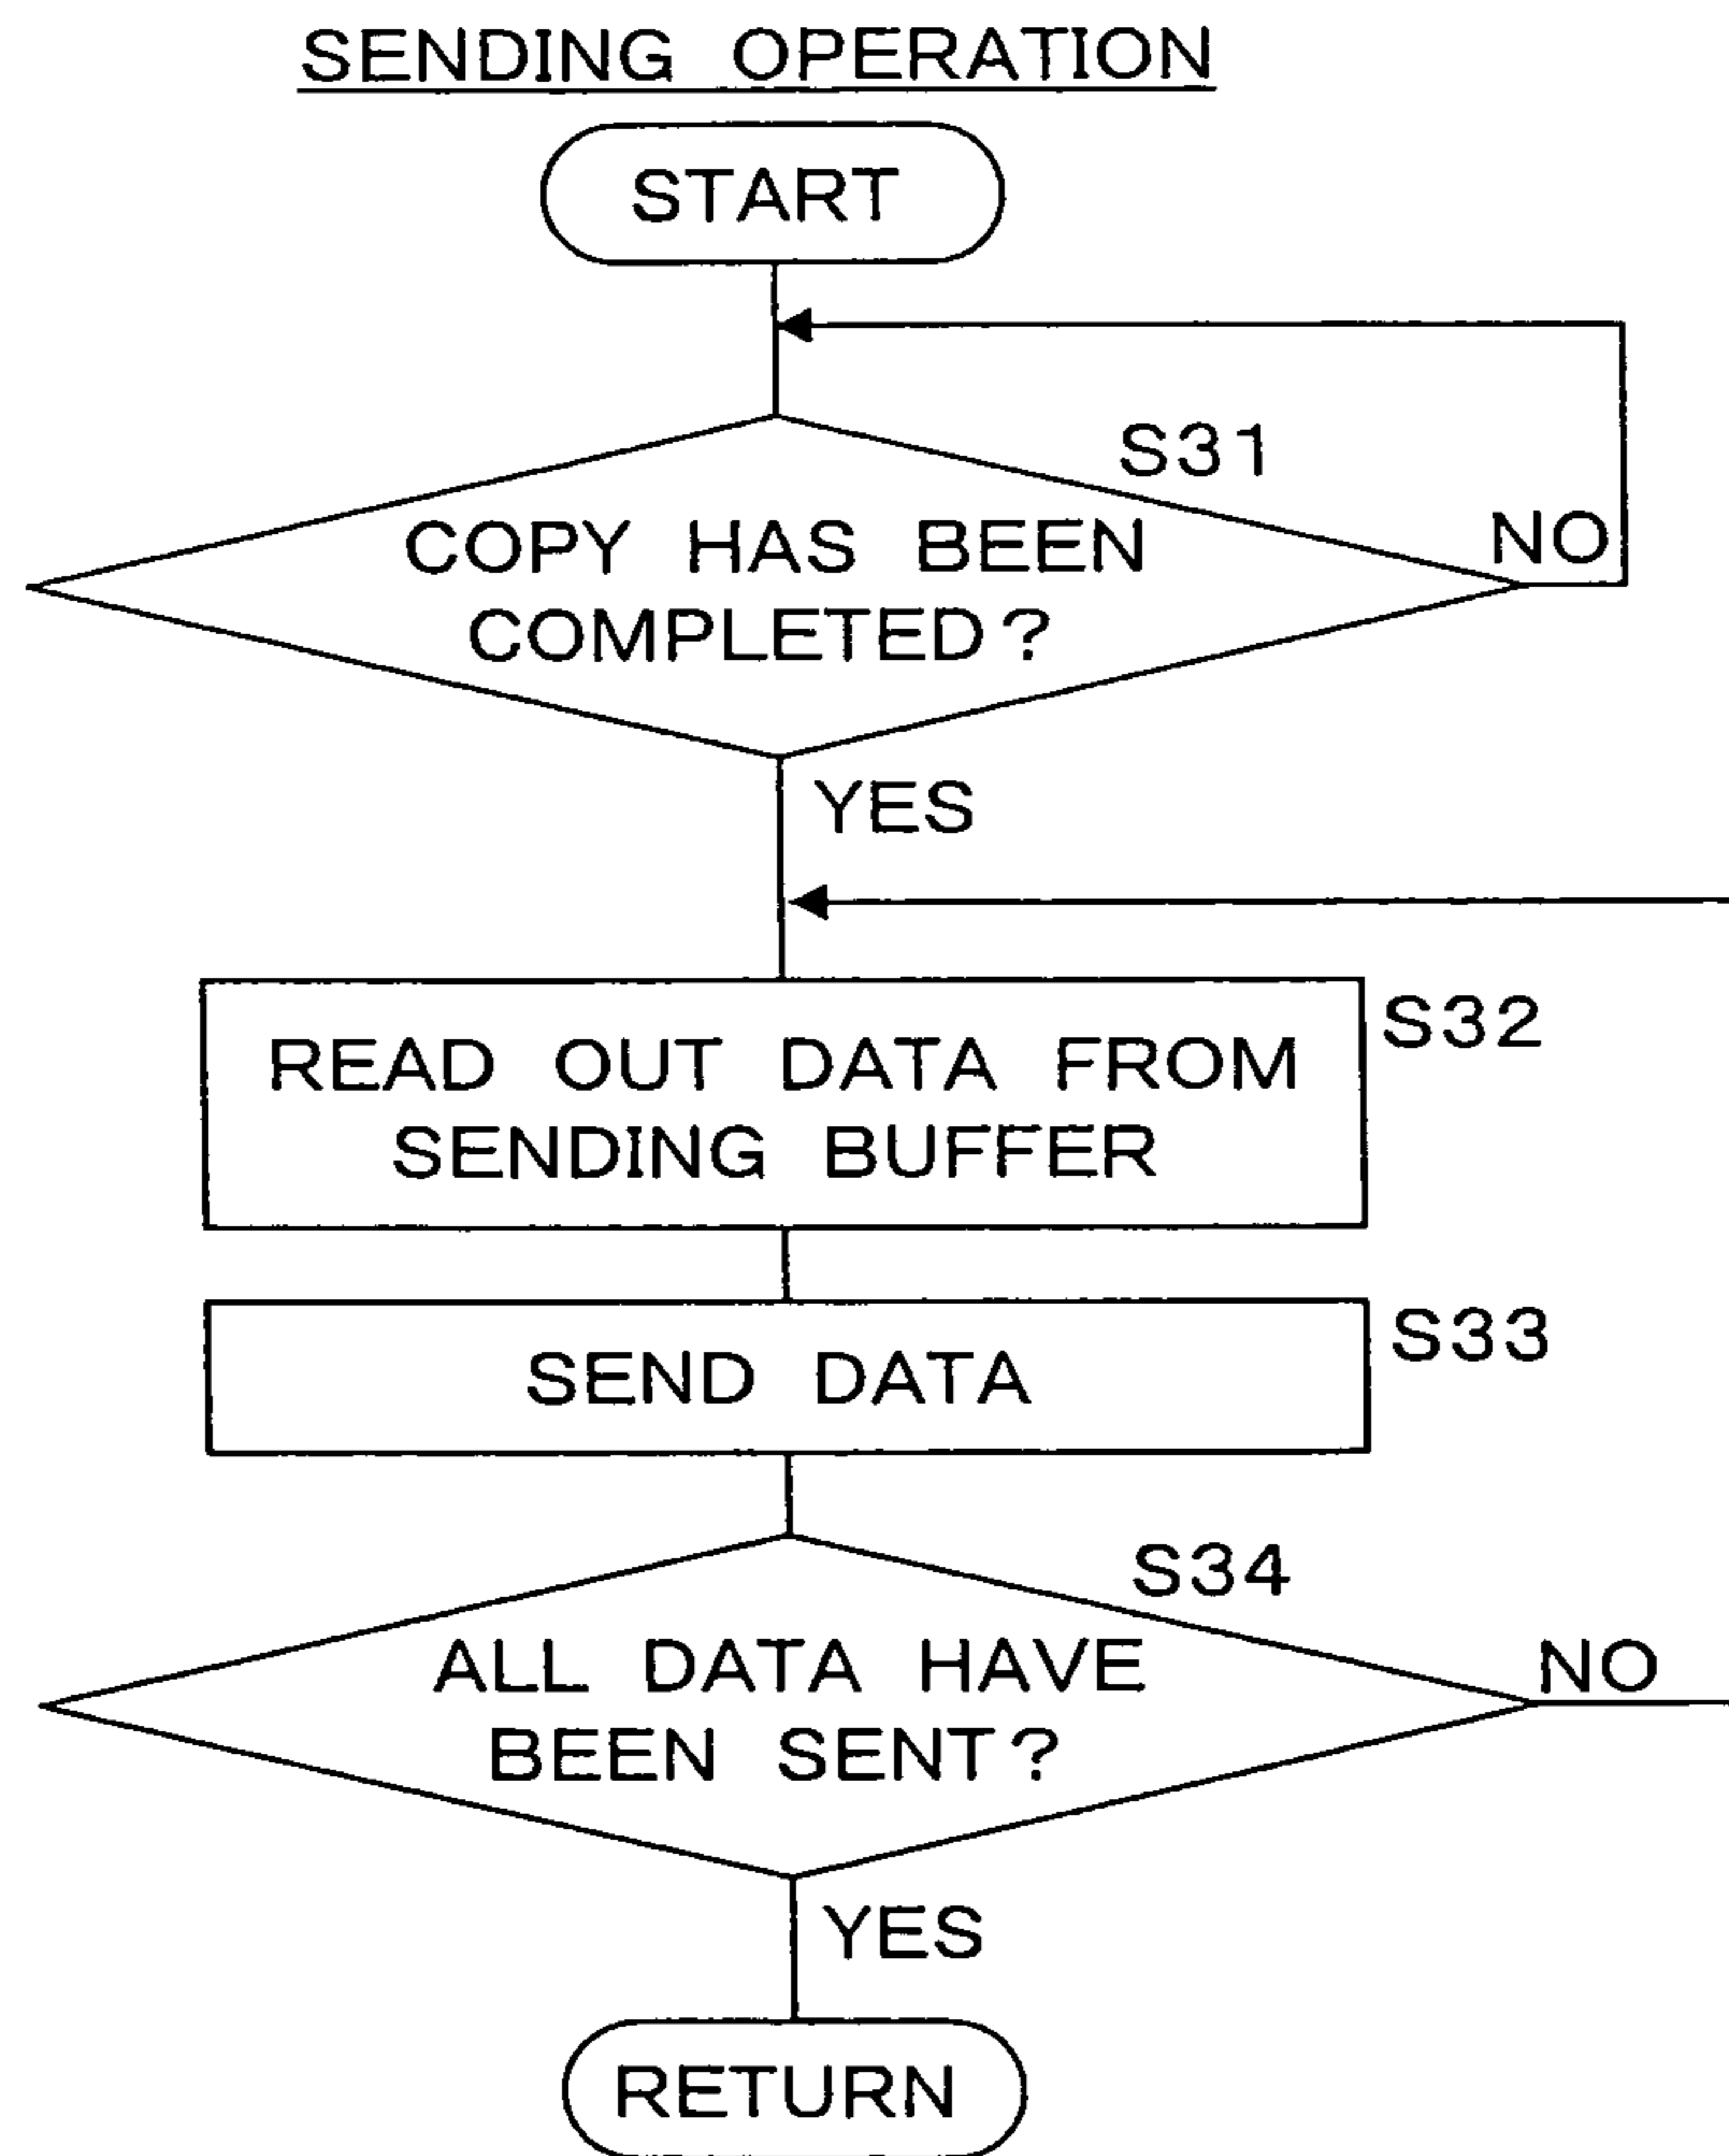 SENDING OPERATION
START
S31
COPY HAS BEEN
COMPLETED?
NO
YES
READ OUT DATA FROM
SENDING BUFFER
S32
SEND DATA
S33
S34
ALL DATA HAVE
BEEN SENT?
NO
YES
RETURN